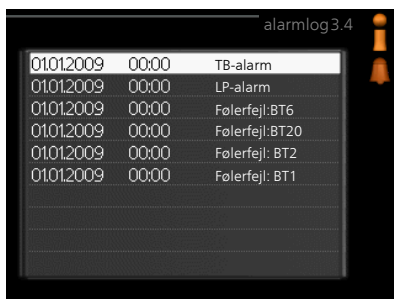 alarmlog 3.4
01.01.2009 00:00 TB-alarm
01.01.2009 00:00 LP-alarm
01.01.2009 00:00 Følerfejl:BT6
01.01.2009 00:00 Følerfejl:BT20
01.01.2009 00:00 Følerfejl: BT2
01.01.2009 00:00 Følerfejl: BT1